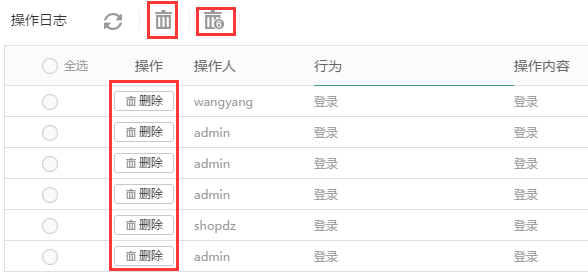 操作日志 6
全选 操作 操作人 行为 操作内容
删除 wangyang 登录 登录
删除 admin 登录 登录
删除 admin 登录 登录
删除 admin 登录 登录
删除 shopdz 登录 登录
删除 admin 登录 登录